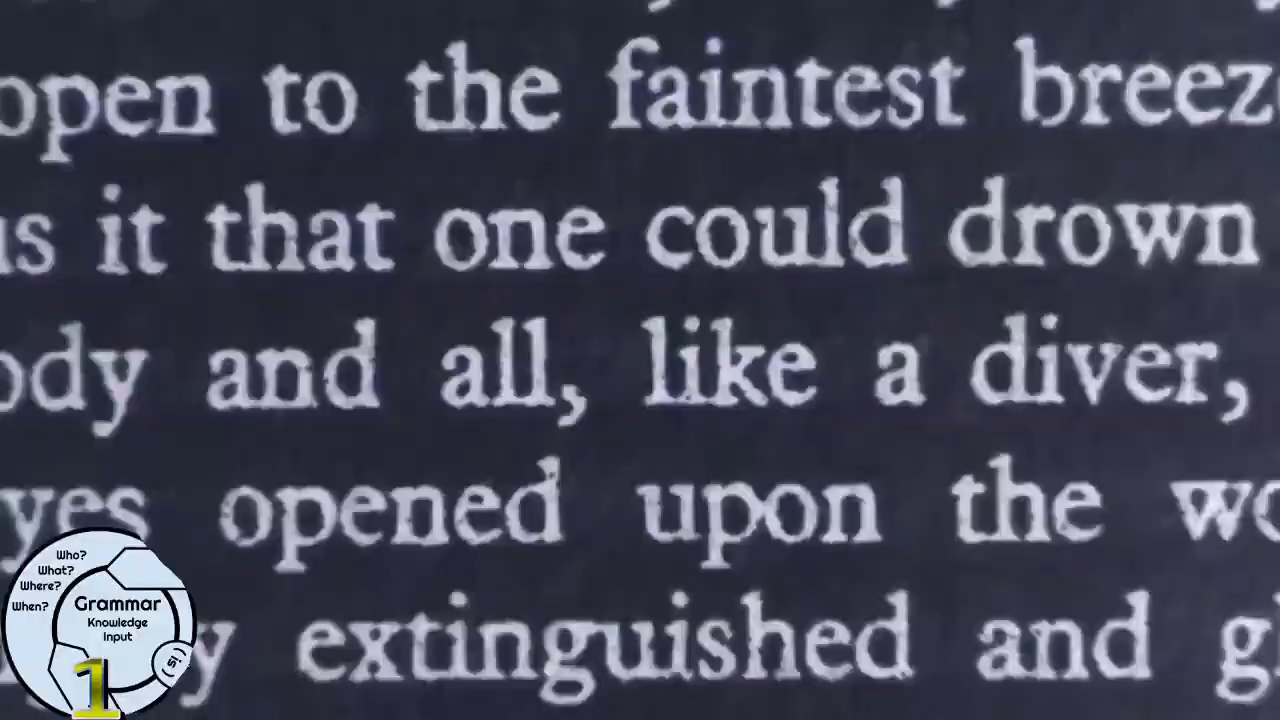 open to the faintest breez
us it that one could drown
ody and all, like a diver,
yes opened upon the wo
y extinguished and g
Who?
What?
Where?
When?
Grammar
Knowledge
Input
1